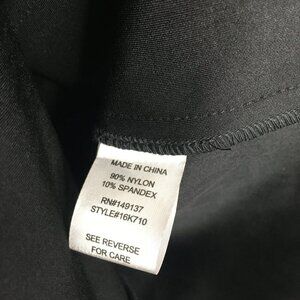 MADE IN CHINA
90% NYLON
10% SPANDEX
RN#149137
STYLE#16K710
SEE REVERSE
FOR CARE